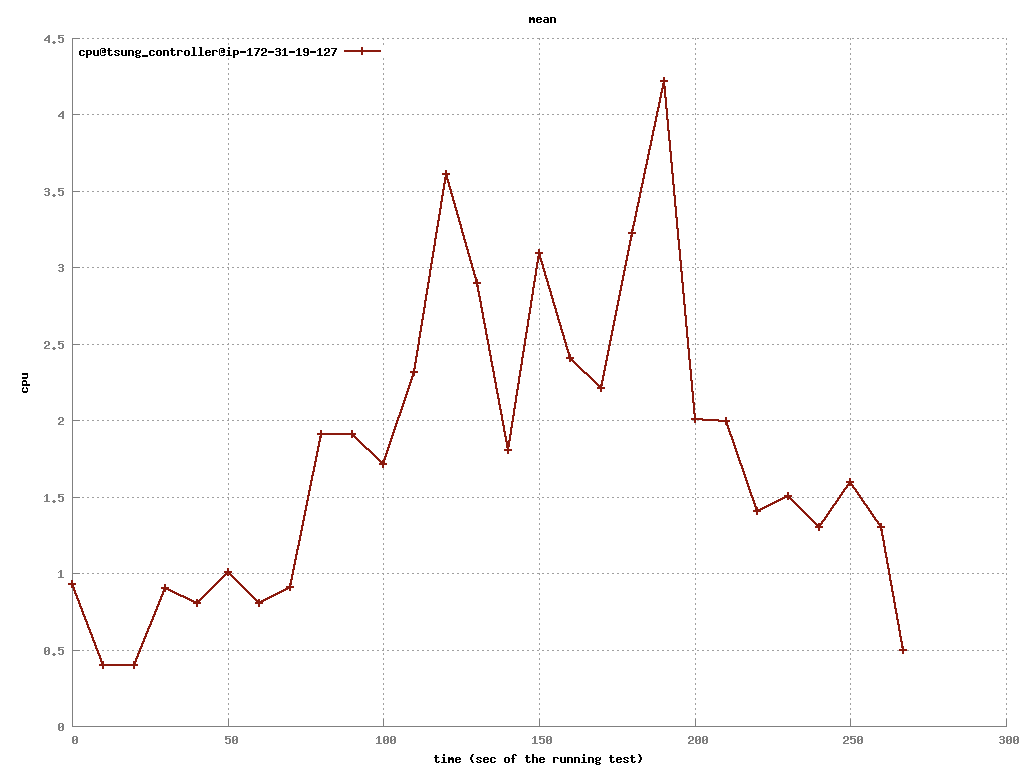 mean
4.5
cpu@tsung_controller@ip-172-31-19-127
4
3.5
3
2.5
cpu
2
1.5
1
0.5
0
0 50 100 150 200 250 300
time (sec of the running test)